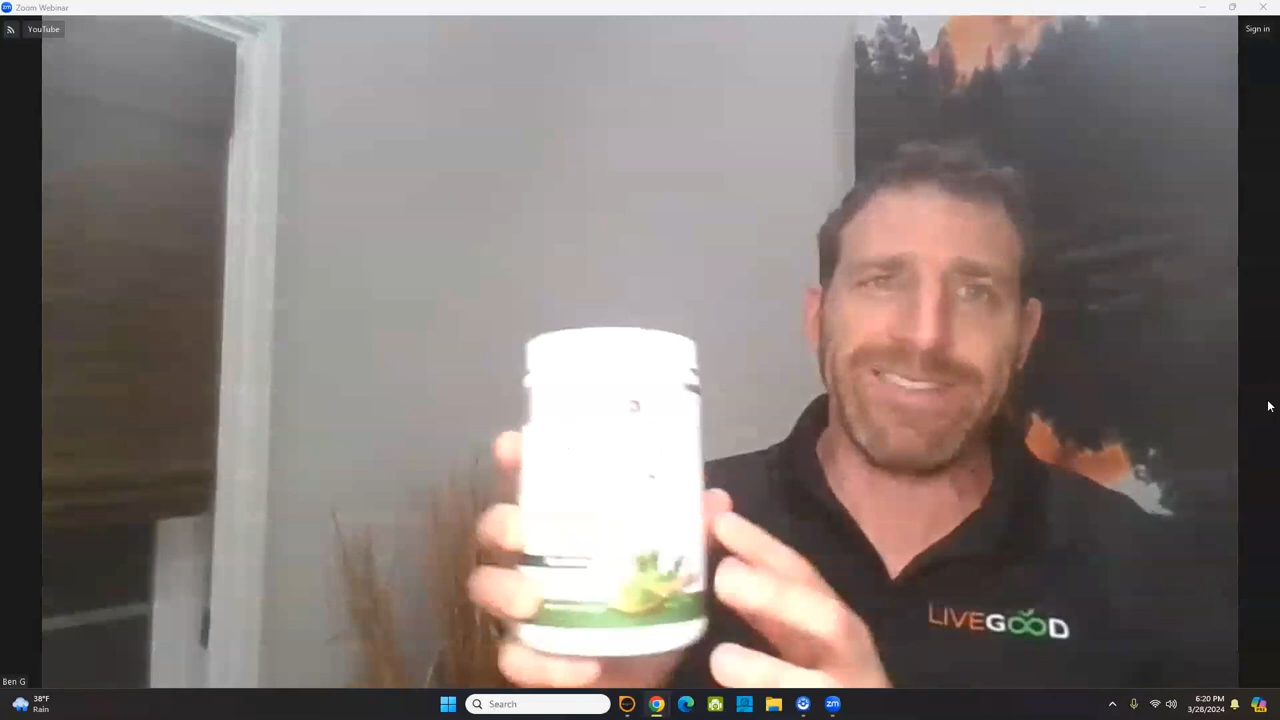 Zoom Webinar
YouTube
Sign in
LIVEGOOD
Ben G
38°F
Rain
Search
6:20 PM
3/28/2024